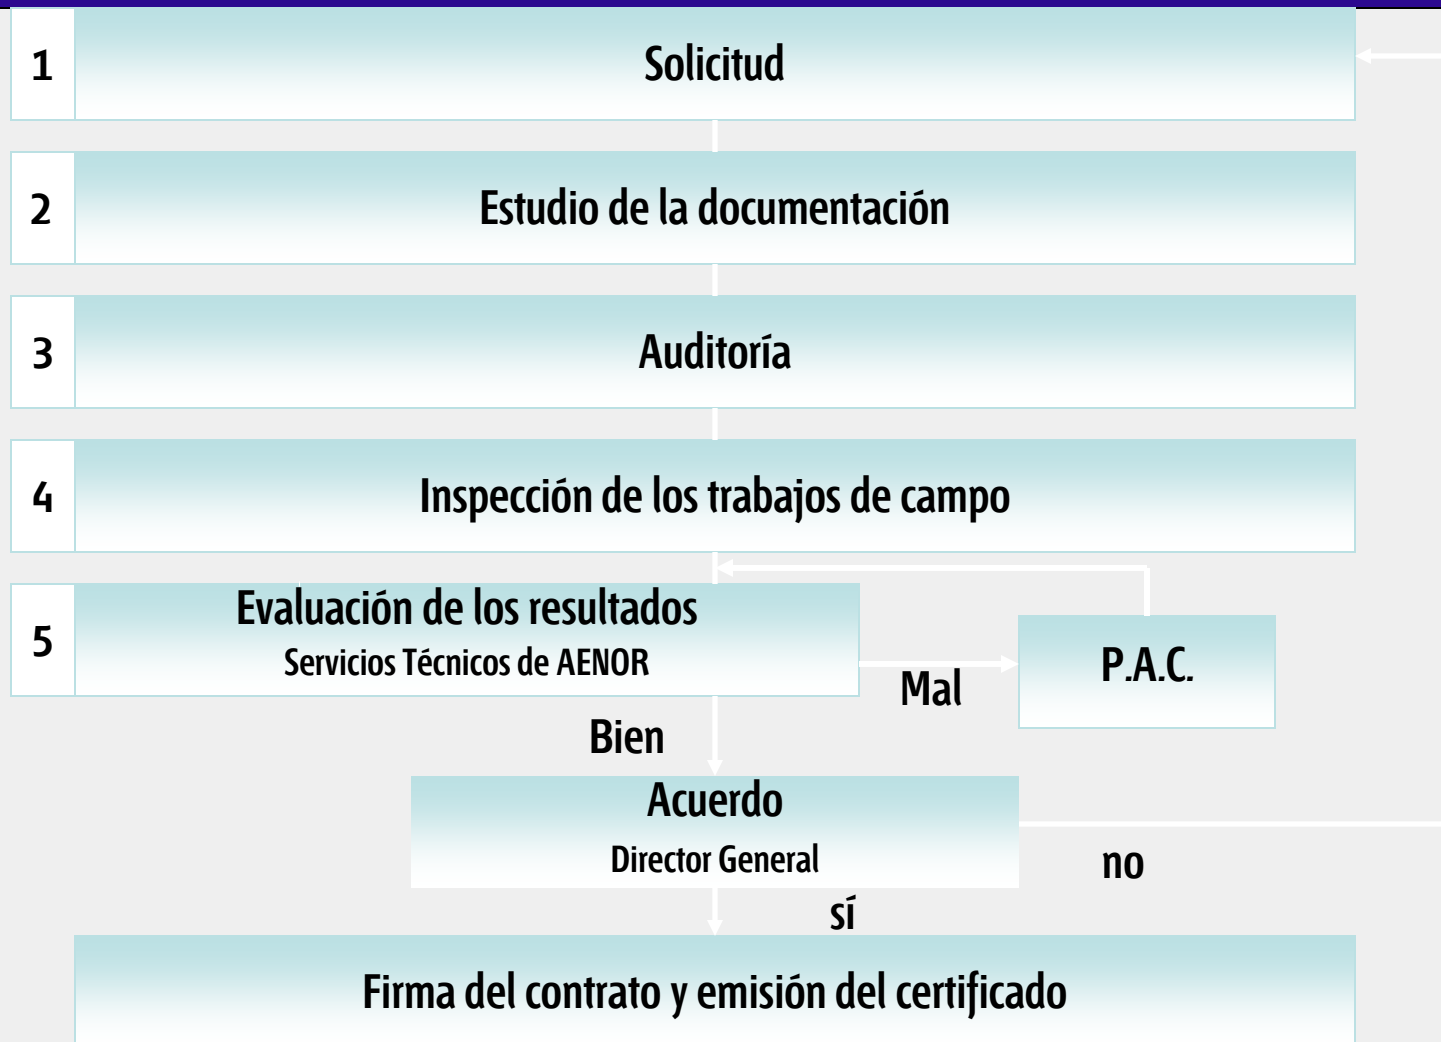 1
Solicitud
2
Estudio de la documentación
3
Auditoría
4
Inspección de los trabajos de campo
5
Evaluación de los resultados
Servicios Técnicos de AENOR
Mal
P.A.C.
Bien
Acuerdo
Director General
no
sí
Firma del contrato y emisión del certificado